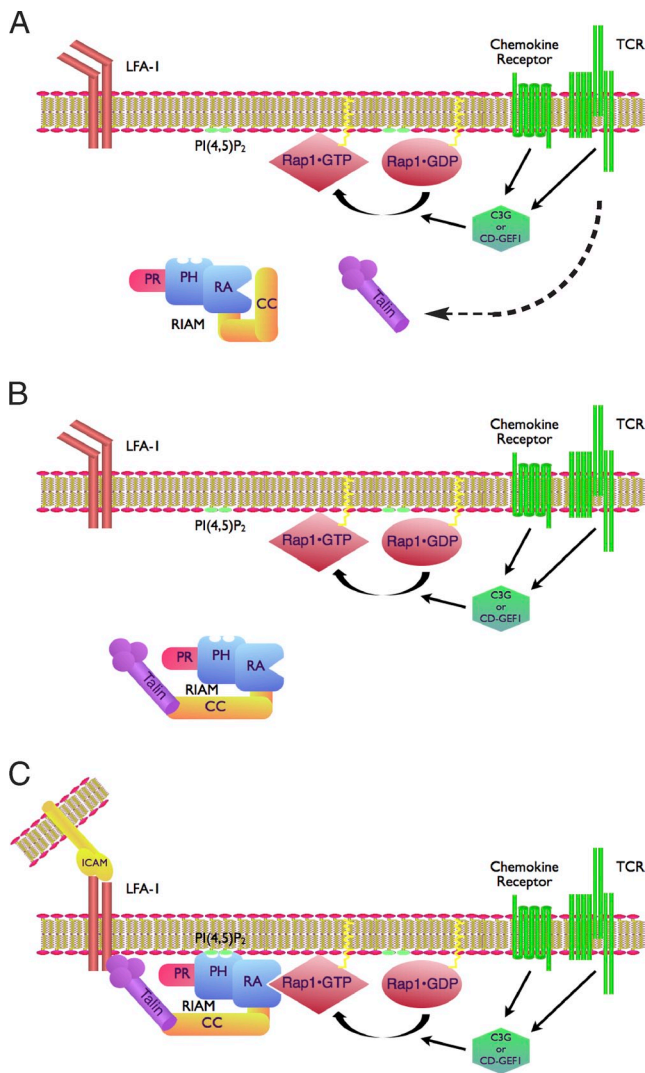 A
LFA-1
Chemokine
Receptor
TCR
PI(4,5)P2
Rap1•GTP
Rap1•GDP
C3G
or
CD-GEF1
PR
PH
RA
CC
RIAM
Talin
B
LFA-1
Chemokine
Receptor
TCR
PI(4,5)P2
Rap1•GTP
Rap1•GDP
C3G
or
CD-GEF1
PR
PH
RA
RIAM
CC
Talin
C
ICAM
LFA-1
Chemokine
Receptor
TCR
PI(4,5)P2
PR
PH
RA
Rap1•GTP
Rap1•GDP
RIAM
CC
Talin
C3G
or
CD-GEF1